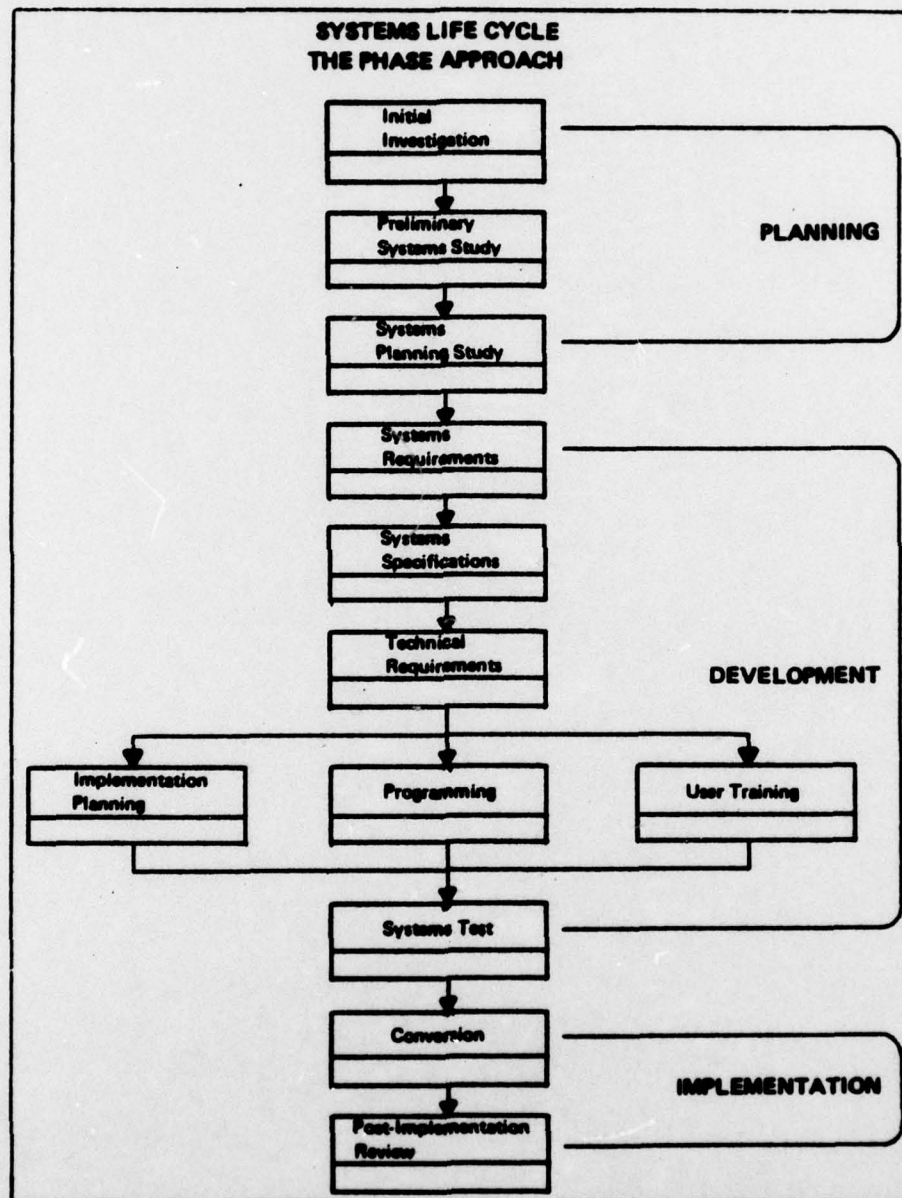 SYSTEMS LIFE CYCLE
THE PHASE APPROACH
Initial
Investigation
Preliminary
Systems Study
PLANNING
Systems
Planning Study
Systems
Requirements
Systems
Specifications
Technical
Requirements
DEVELOPMENT
Implementation
Planning
Programming
User Training
Systems Test
Conversion
IMPLEMENTATION
Post-Implementation
Review